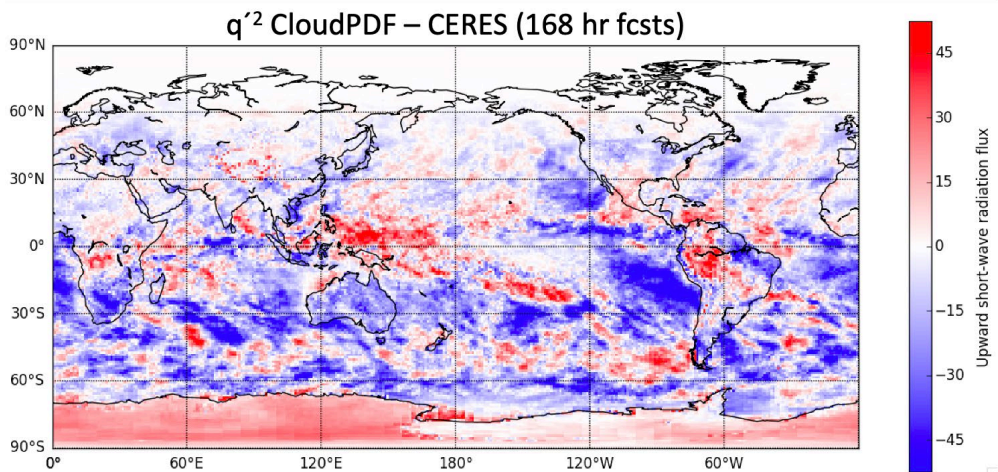 q´² CloudPDF – CERES (168 hr fcsts)
90°N
60°N
30°N
0°
30°S
60°S
90°S
0° 60°E 120°E 180° 120°W 60°W
45
30
15
0
−15
−30
−45
Upward short-wave radiation flux